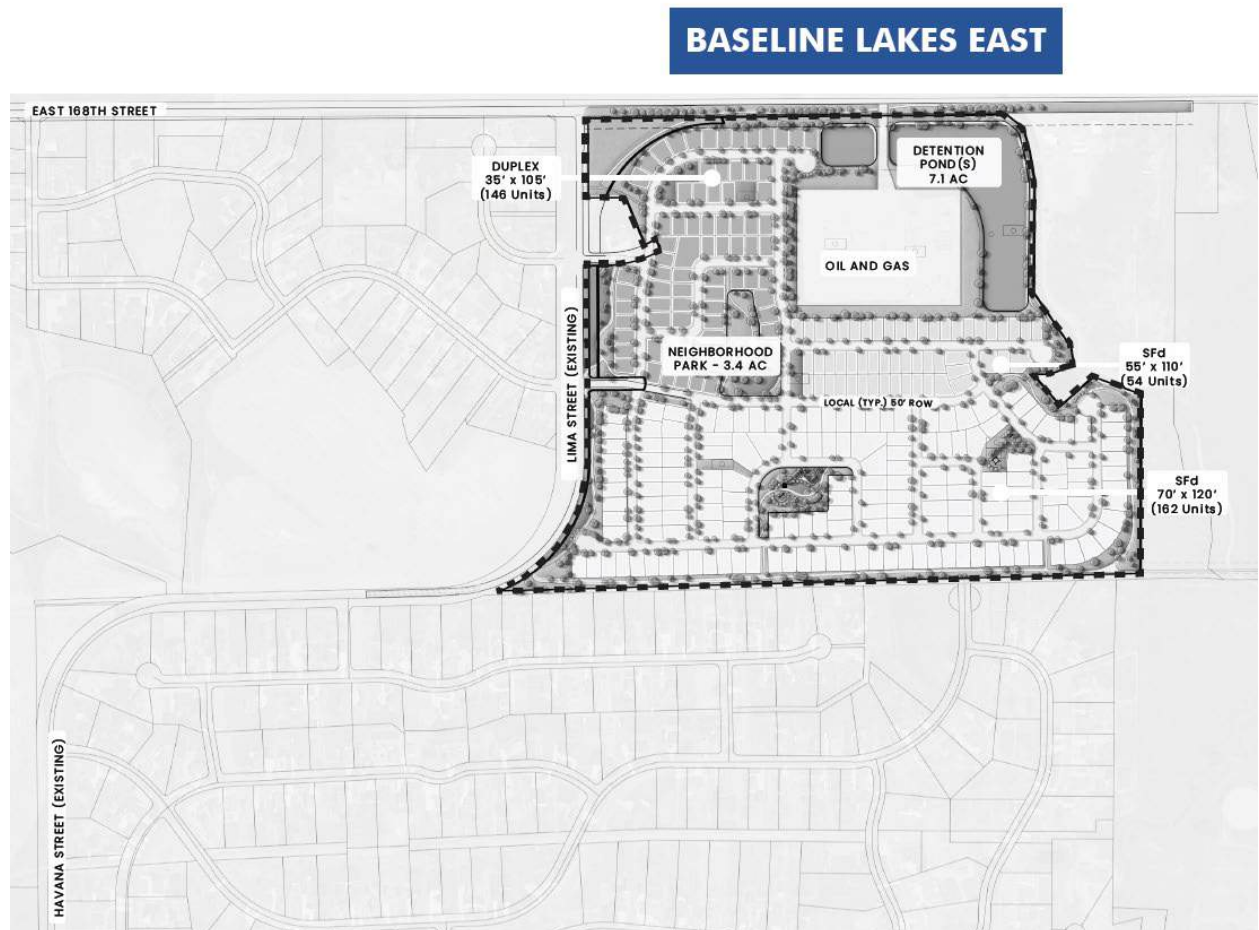 BASELINE LAKES EAST
EAST 168TH STREET
DUPLEX
35' x 105'
(146 Units)
DETENTION
POND(S)
7.1 AC
OIL AND GAS
LIMA STREET (EXISTING)
NEIGHBORHOOD
PARK - 3.4 AC
SFd
55' x 110'
(54 Units)
LOCAL (TYP.) 50' ROW
SFd
70' x 120'
(162 Units)
HAVANA STREET (EXISTING)